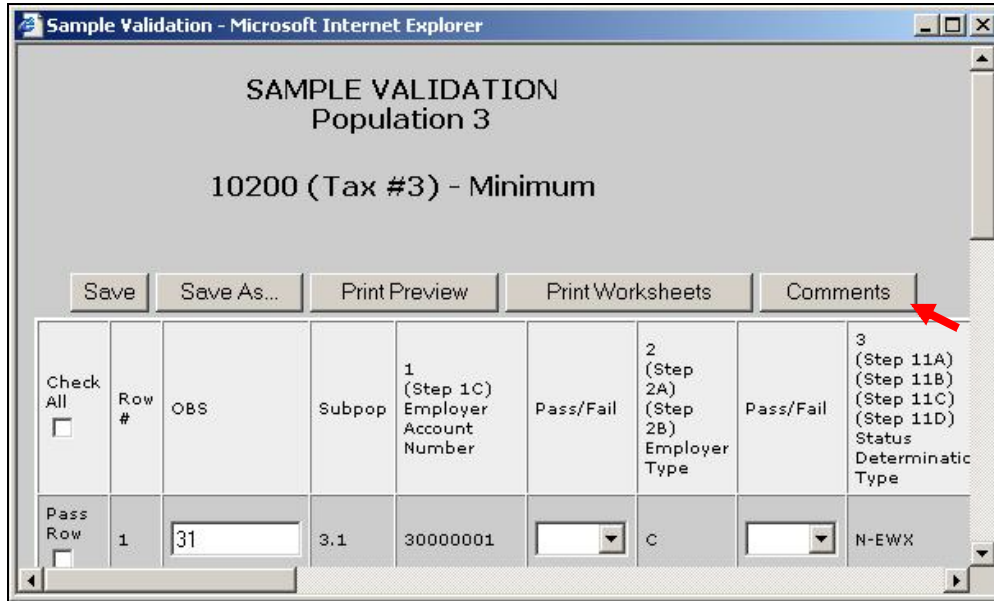 Sample Validation - Microsoft Internet Explorer
SAMPLE VALIDATION
Population 3
10200 (Tax #3) - Minimum
Save
Save As...
Print Preview
Print Worksheets
Comments
Check
All
Row
#
OBS
Subpop
1
(Step 1C)
Employer
Account
Number
Pass/Fail
2
(Step
2A)
(Step
2B)
Employer
Type
Pass/Fail
3
(Step 11A)
(Step 11B)
(Step 11C)
(Step 11D)
Status
Determinatic
Type
Pass
Row
1
31
3.1
30000001
C
N-EWX